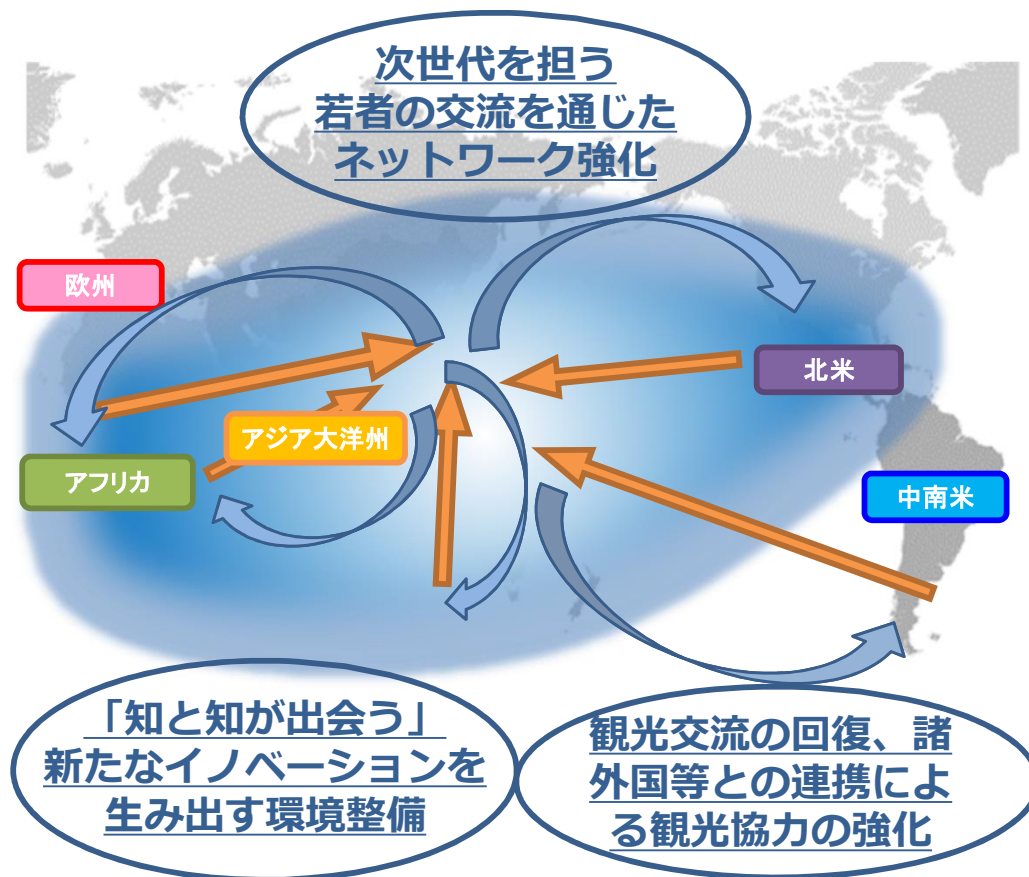 次世代を担う
若者の交流を通じた
ネットワーク強化
欧州
北米
アジア大洋州
アフリカ
中南米
「知と知が出会う」
新たなイノベーションを
生み出す環境整備
観光交流の回復、諸
外国等との連携によ
る観光協力の強化